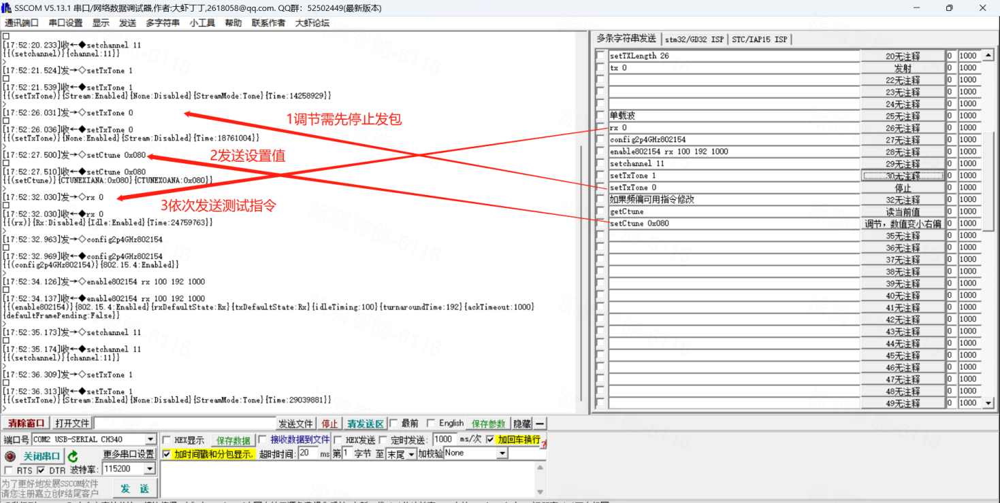 SSCOM V5.13.1 串口/网络数据调试器,作者:大虾丁丁,2618058@qq.com. QQ群: 52502449(最新版本)
通讯端口 串口设置 显示 发送 多字符串 小工具 帮助 联系作者 大虾论坛
[17:52:20.233]收←◆setchannel 11
{{(setchannel)}{channel:11}}
>
[17:52:21.524]发→◇setTxTone 1
□
[17:52:21.539]收←◆setTxTone 1
{{(setTxTone)}{Stream:Enabled}{None:Disabled}{StreamMode:Tone}{Time:14258929}}
>
[17:52:26.031]发→◇setTxTone 0
□
[17:52:26.036]收←◆setTxTone 0
{{(setTxTone)}{None:Enabled}{Stream:Disabled}{Time:18761004}}
>
[17:52:27.500]发→◇setCtune 0x080
□
[17:52:27.510]收←◆setCtune 0x080
{{(setCtune)}{CTUNEXIANA:0x080}{CTUNEXOANA:0x080}}
>
[17:52:32.030]发→◇rx 0
□
[17:52:32.030]收←◆rx 0
{{(rx)}{Rx:Disabled}{Idle:Enabled}{Time:24759763}}
>
[17:52:32.963]发→◇config2p4GHz802154
□
[17:52:32.969]收←◆config2p4GHz802154
{{(config2p4GHz802154)}{802.15.4:Enabled}}
>
[17:52:34.126]发→◇enable802154 rx 100 192 1000
□
[17:52:34.137]收←◆enable802154 rx 100 192 1000
{{(enable802154)}{802.15.4:Enabled}{rxDefaultState:Rx}{txDefaultState:Rx}{idleTiming:100}{turnaroundTime:192}{ackTimeout:1000}
{defaultFramePending:False}}
>
[17:52:35.173]发→◇setchannel 11
□
[17:52:35.174]收←◆setchannel 11
{{(setchannel)}{channel:11}}
>
[17:52:36.309]发→◇setTxTone 1
□
[17:52:36.313]收←◆setTxTone 1
{{(setTxTone)}{Stream:Enabled}{None:Disabled}{StreamMode:Tone}{Time:29039881}}
>
1调节需先停止发包
2发送设置值
3依次发送测试指令
多条字符串发送 stm32/GD32 ISP STC/IAP15 ISP
setTXLength 26 20无注释 0 1000
tx 0 发射 0 1000
22无注释 0 1000
23无注释 0 1000
24无注释 0 1000
单载波 25无注释 0 1000
rx 0 26无注释 0 1000
config2p4GHz802154 27无注释 0 1000
enable802154 rx 100 192 1000 28无注释 0 1000
setchannel 11 29无注释 0 1000
setTxTone 1 30无注释 0 1000
setTxTone 0 停止 0 1000
如果频偏可用指令修改 32无注释 0 1000
getCtune 读当前值 0 1000
setCtune 0x080 调节，数值变小右偏 0 1000
35无注释 0 1000
36无注释 0 1000
37无注释 0 1000
38无注释 0 1000
39无注释 0 1000
40无注释 0 1000
41无注释 0 1000
42无注释 0 1000
43无注释 0 1000
44无注释 0 1000
45无注释 0 1000
46无注释 0 1000
47无注释 0 1000
48无注释 0 1000
49无注释 0 1000
清除窗口 打开文件 发送文件 停止 清发送区 最前 English 保存参数 隐藏
端口号 COM2 USB-SERIAL CH340 HEX显示 保存数据 接收数据到文件 HEX发送 定时发送: 1000 ms/次 加回车换行
关闭串口 更多串口设置 加时间戳和分包显示, 超时时间: 20 ms 第 1 字节 至 末尾 加校验 None
RTS DTR 波特率: 115200
为了更好地发展SSCOM软件
请您注册嘉立创F结尾客户
发 送
涂鸦智能-6116